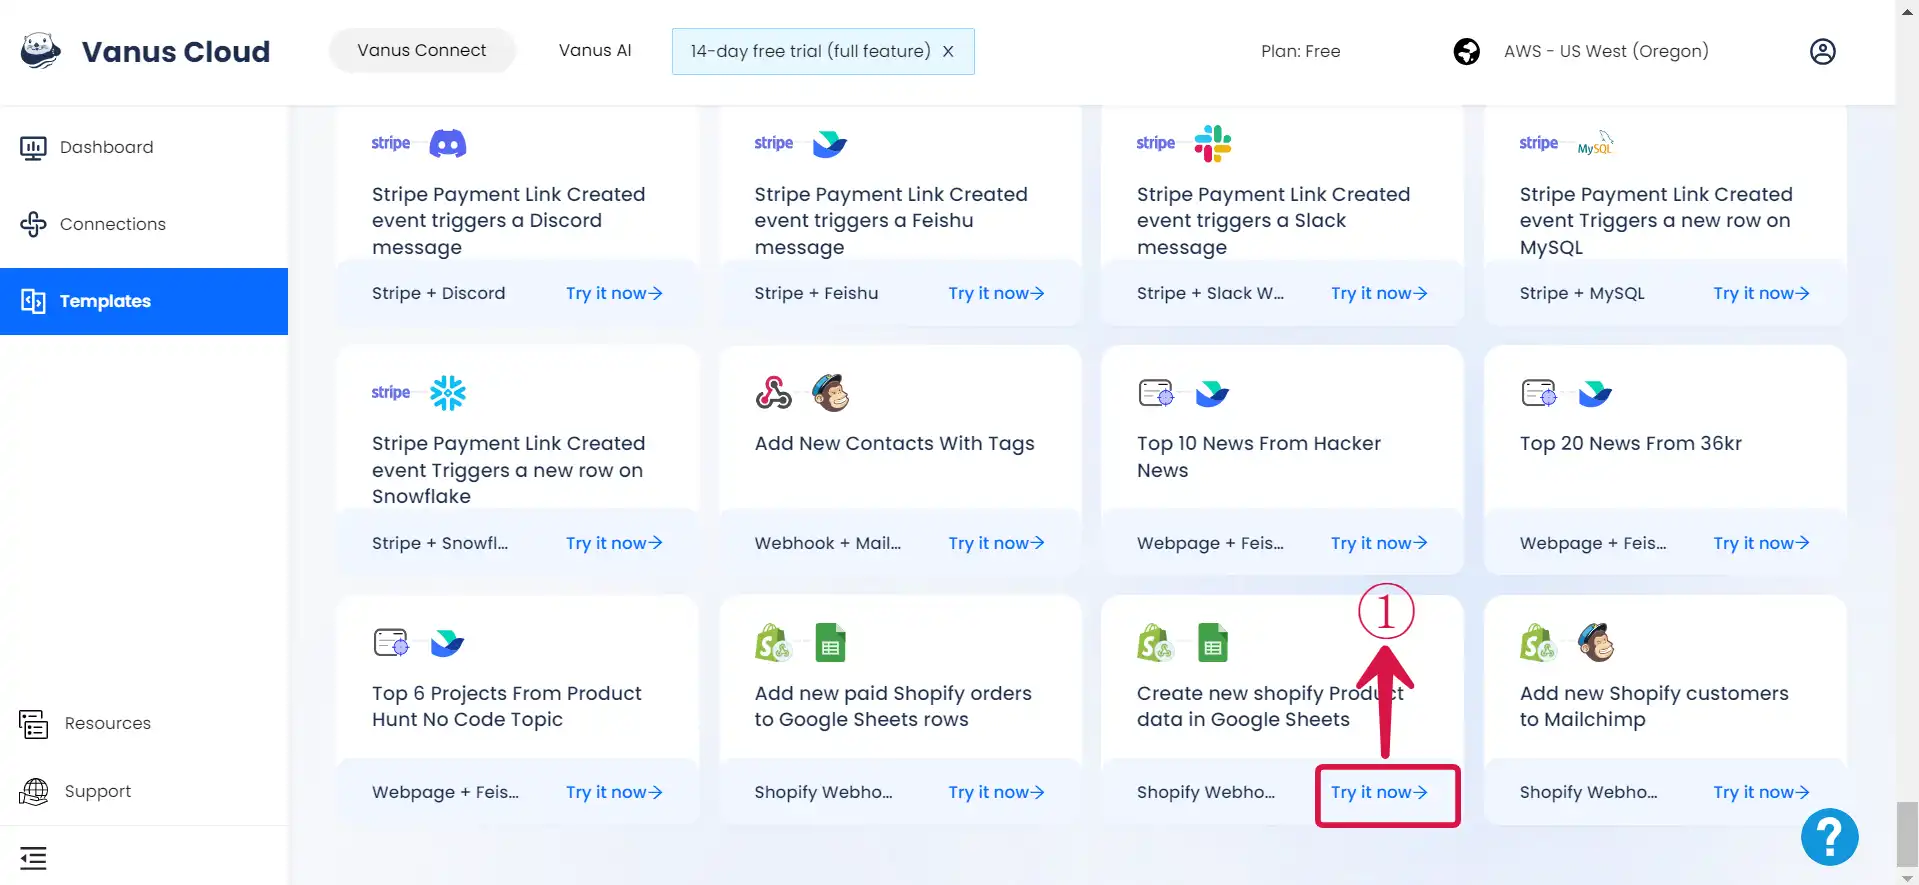 Vanus Cloud
Vanus Connect
Vanus AI
14-day free trial (full feature) X
Plan: Free
AWS - US West (Oregon)
Dashboard
Connections
Templates
Resources
Support
stripe
Stripe Payment Link Created
event triggers a Discord
message
Stripe + Discord
Try it now→
stripe
Stripe Payment Link Created
event triggers a Feishu
message
Stripe + Feishu
Try it now→
stripe
Stripe Payment Link Created
event triggers a Slack
message
Stripe + Slack W...
Try it now→
stripe
MySQL
Stripe Payment Link Created
event Triggers a new row on
MySQL
Stripe + MySQL
Try it now→
stripe
Stripe Payment Link Created
event Triggers a new row on
Snowflake
Stripe + Snowfl...
Try it now→
Add New Contacts With Tags
Webhook + Mail...
Try it now→
Top 10 News From Hacker
News
Webpage + Feis...
Try it now→
Top 20 News From 36kr
Webpage + Feis...
Try it now→
Top 6 Projects From Product
Hunt No Code Topic
Webpage + Feis...
Try it now→
Add new paid Shopify orders
to Google Sheets rows
Shopify Webho...
Try it now→
①
Create new shopify Product
data in Google Sheets
Shopify Webho...
Try it now→
Add new Shopify customers
to Mailchimp
Shopify Webho...
Try it now→
?